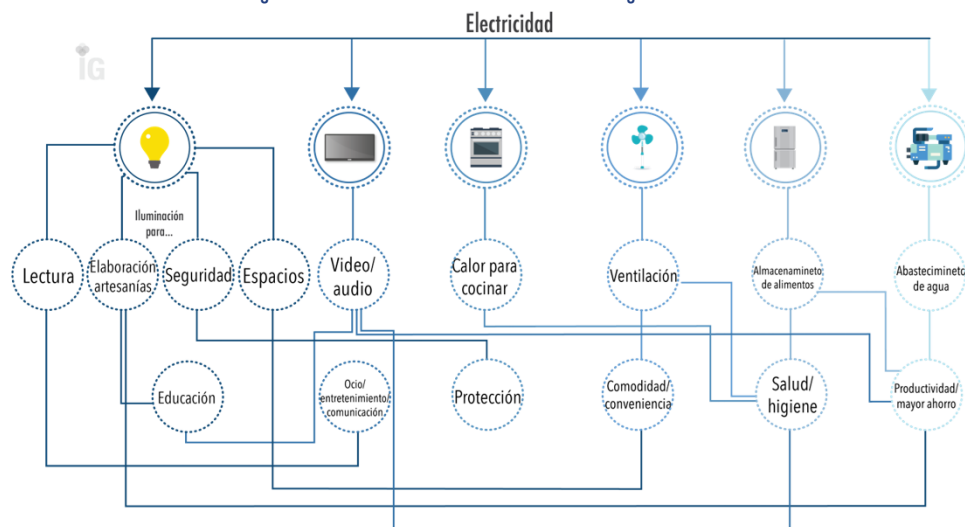 Electricidad
iG
Iluminación
para...
Lectura
Elaboración
artesanías
Seguridad
Espacios
Video/
audio
Calor para
cocinar
Ventilación
Almacenamineto
de alimentos
Abastecimineto
de agua
Educación
Ocio/
entretenimiento/
comunicación
Protección
Comodidad/
conveniencia
Salud/
higiene
Productividad/
mayor ahorro